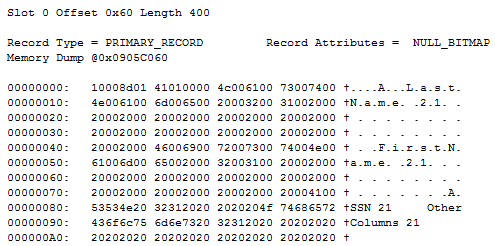 Slot 0 Offset 0x60 Length 400
Record Type = PRIMARY_RECORD Record Attributes = NULL_BITMAP
Memory Dump @0x0905C060
00000000: 10008d01 41010000 4c006100 73007400 †....A...L.a.s.t.
00000010: 4e006100 6d006500 20003200 31002000 †N.a.m.e. .2.1. .
00000020: 20002000 20002000 20002000 20002000 † . . . . . . . .
00000030: 20002000 20002000 20002000 20002000 † . . . . . . . .
00000040: 20002000 46006900 72007300 74004e00 † . .F.i.r.s.t.N.
00000050: 61006d00 65002000 32003100 20002000 †a.m.e. .2.1. . .
00000060: 20002000 20002000 20002000 20002000 † . . . . . . . .
00000070: 20002000 20002000 20002000 20004100 † . . . . . . .A.
00000080: 53534e20 32312020 2020204f 74686572 †SSN 21     Other
00000090: 436f6c75 6d6e7320 32312020 20202020 †Columns 21
000000A0: 20202020 20202020 20202020 20202020 †